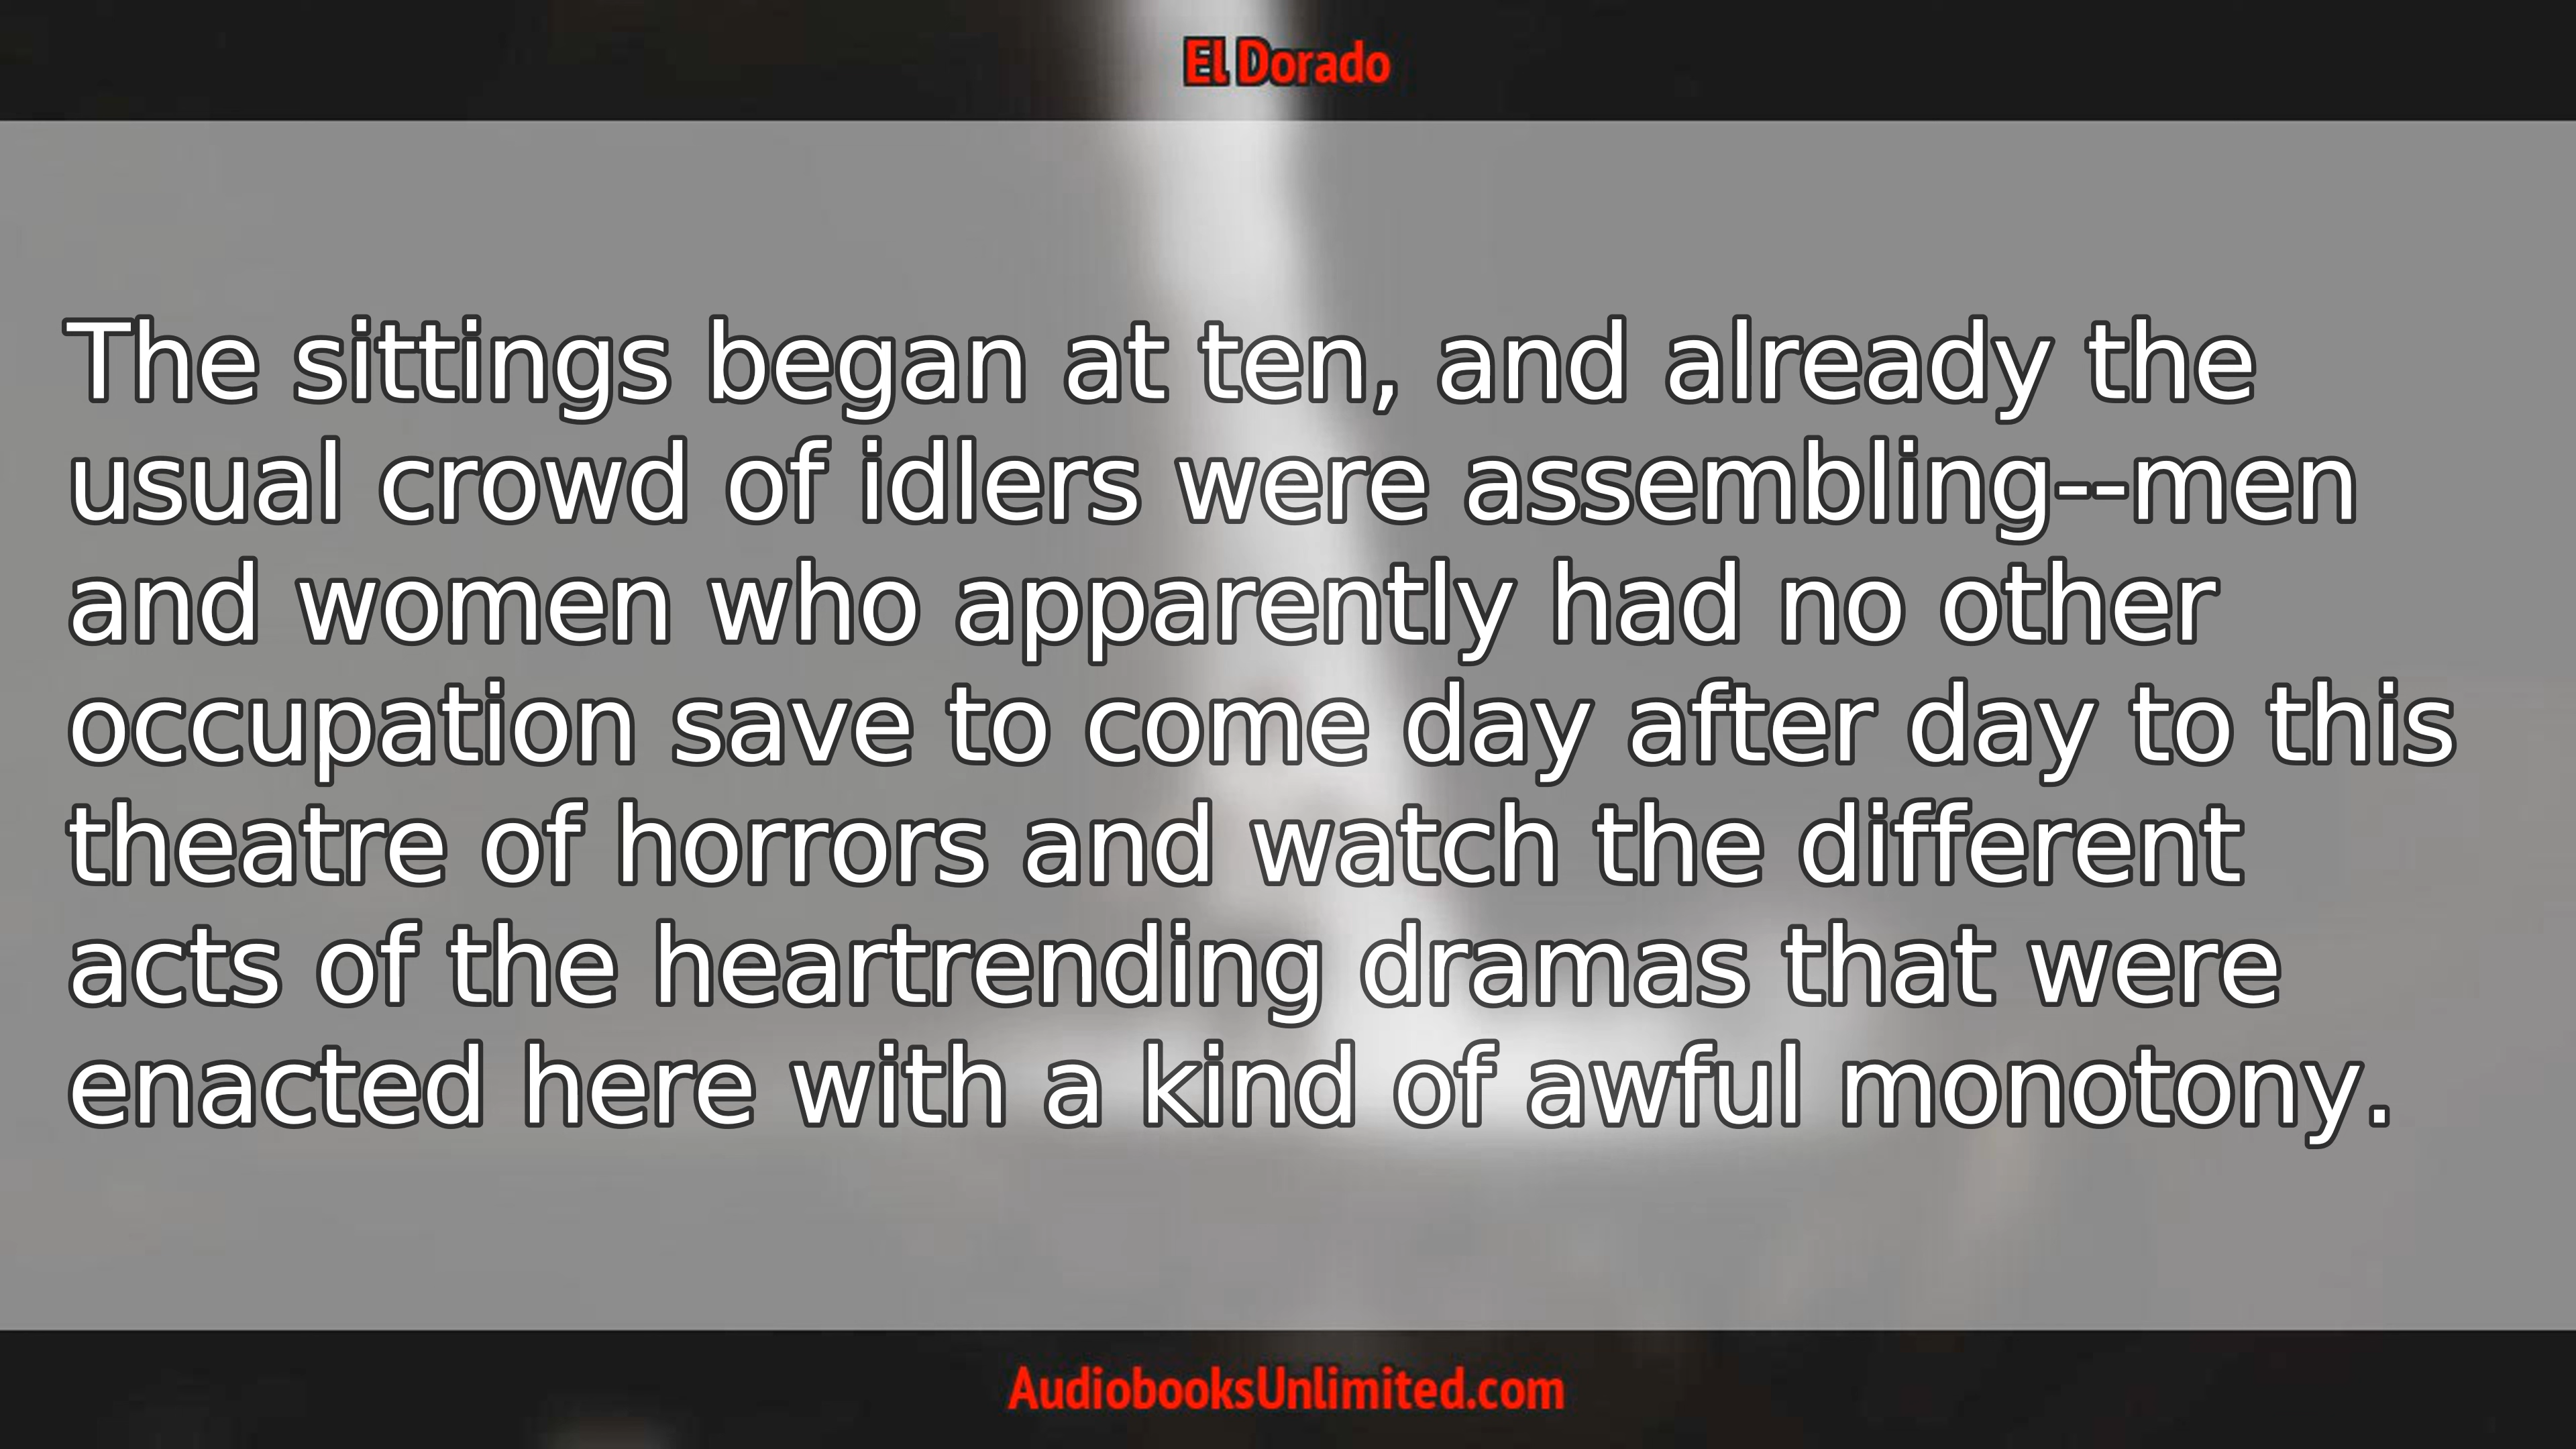 El Dorado
The sittings began at ten, and already the
usual crowd of idlers were assembling--men
and women who apparently had no other
occupation save to come day after day to this
theatre of horrors and watch the different
acts of the heartrending dramas that were
enacted here with a kind of awful monotony.
AudiobooksUnlimited.com